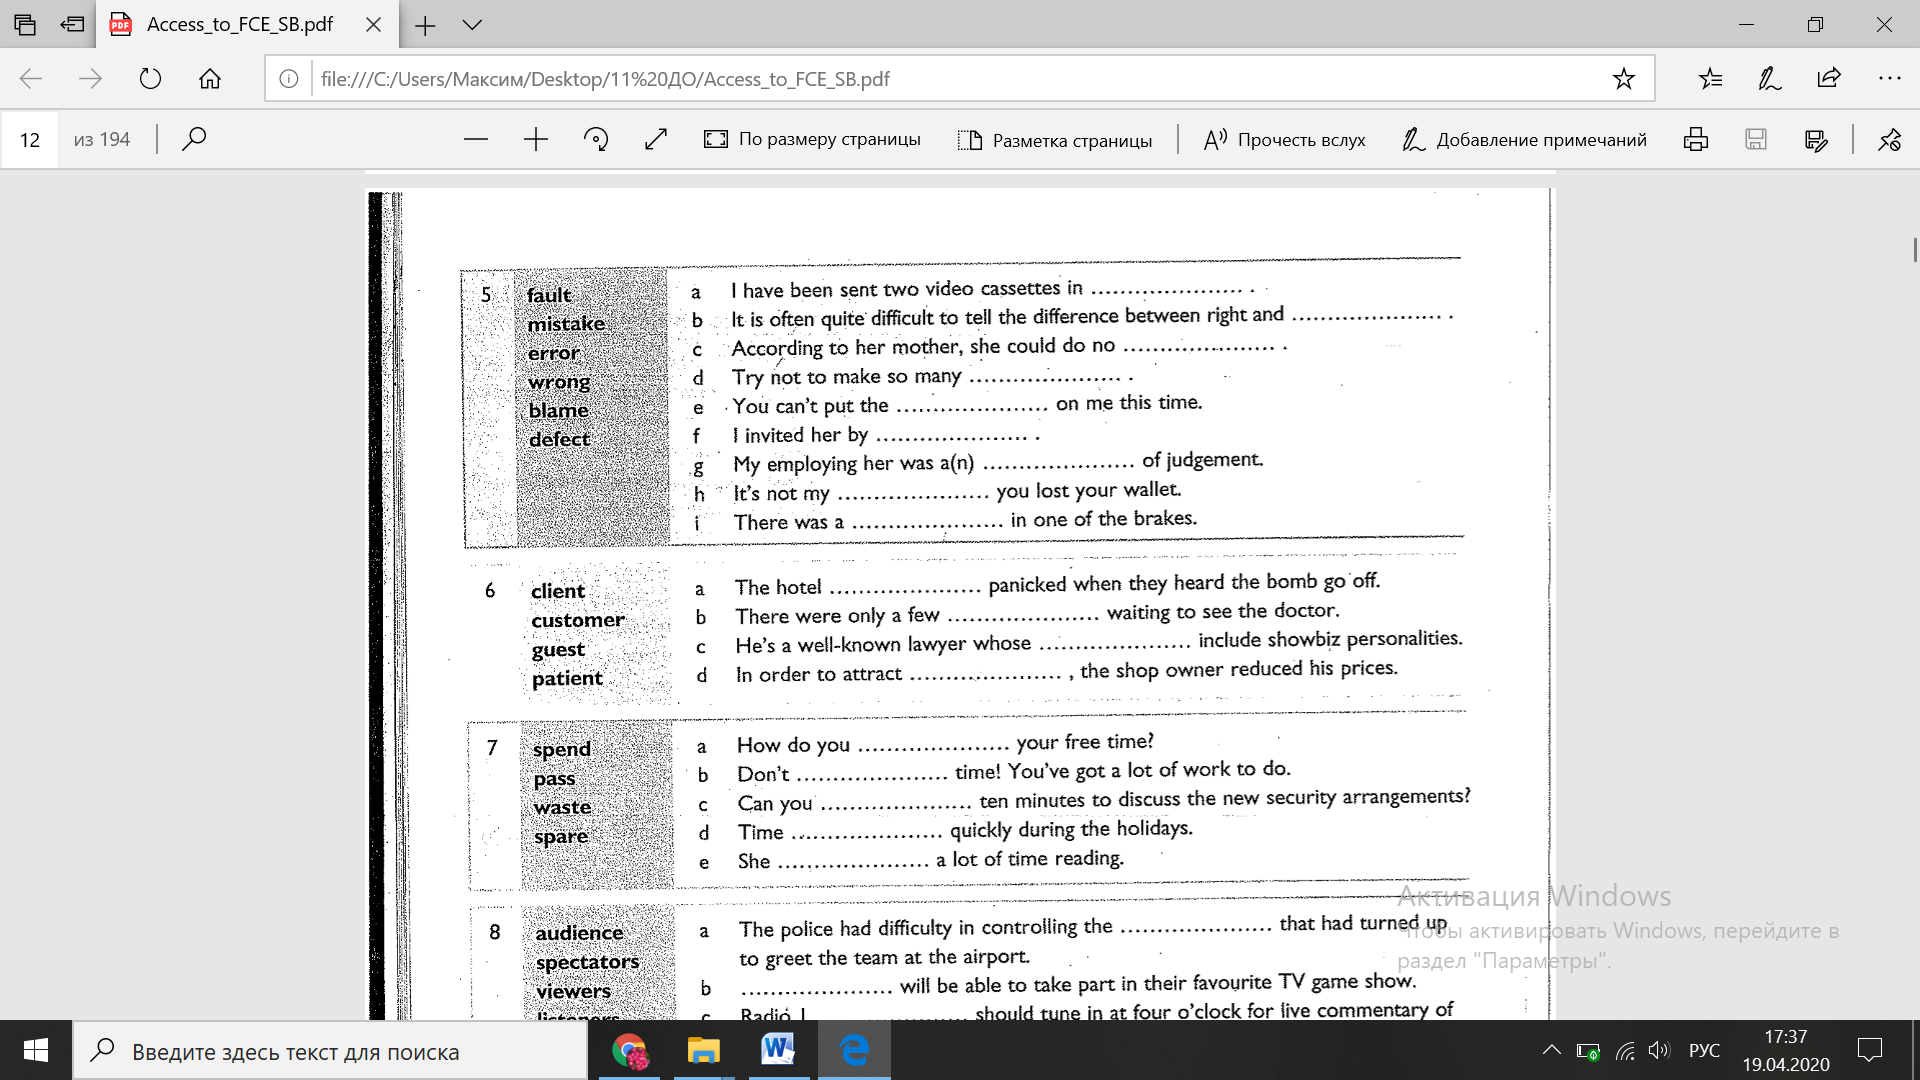 Access_to_FCE_SB.pdf
file:///C:/Users/Максим/Desktop/11%20ДО/Access_to_FCE_SB.pdf
12 из 194 По размеру страницы Разметка страницы Прочесть вслух Добавление примечаний
5 fault a I have been sent two video cassettes in ..................... .
mistake b It is often quite difficult to tell the difference between right and ..................... .
error c According to her mother, she could do no ..................... .
wrong d Try not to make so many ..................... .
blame e You can't put the ..................... on me this time.
defect f I invited her by ..................... .
g My employing her was a(n) ..................... of judgement.
h It's not my ..................... you lost your wallet.
i There was a ..................... in one of the brakes.
6 client a The hotel ..................... panicked when they heard the bomb go off.
customer b There were only a few ..................... waiting to see the doctor.
guest c He's a well-known lawyer whose ..................... include showbiz personalities.
patient d In order to attract ..................... , the shop owner reduced his prices.
7 spend a How do you ..................... your free time?
pass b Don't ..................... time! You've got a lot of work to do.
waste c Can you ..................... ten minutes to discuss the new security arrangements?
spare d Time ..................... quickly during the holidays.
e She ..................... a lot of time reading.
8 audience a The police had difficulty in controlling the ..................... that had turned up
spectators to greet the team at the airport.
viewers b ..................... will be able to take part in their favourite TV game show.
listeners c Radio 1 ..................... should tune in at four o'clock for live commentary of
Активация Windows
Чтобы активировать Windows, перейдите в
раздел "Параметры".
Введите здесь текст для поиска
РУС
17:37
19.04.2020